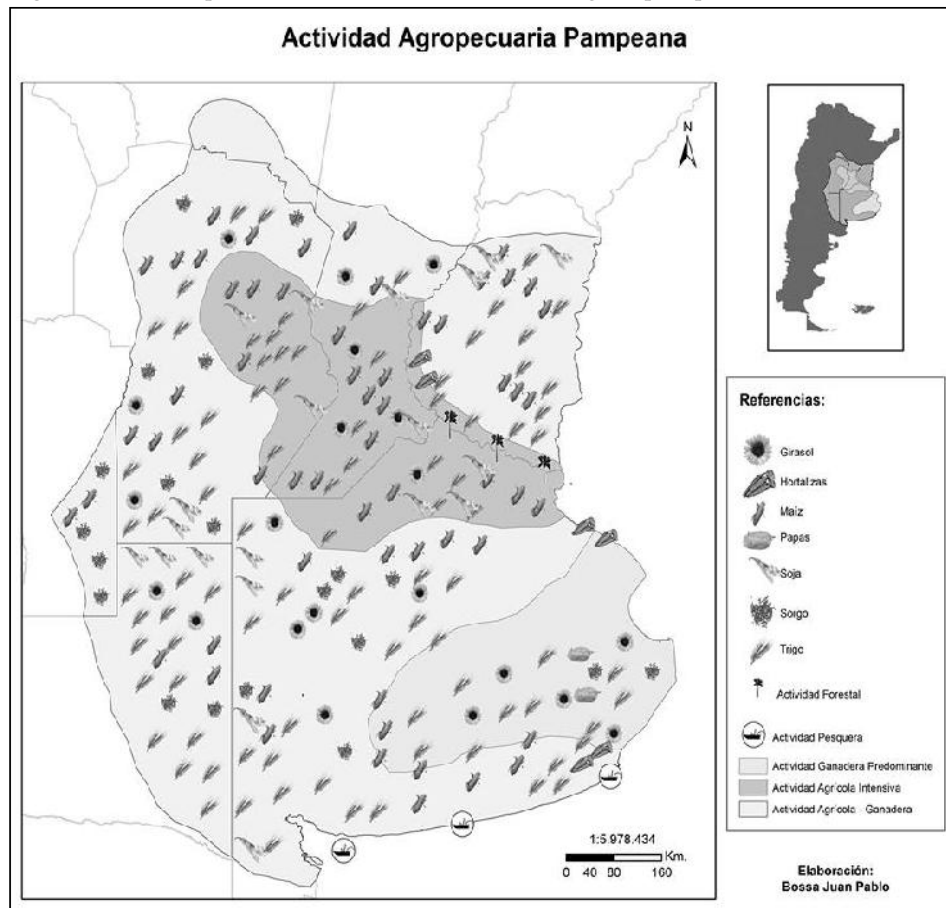 Actividad Agropecuaria Pampeana
N
Referencias:
Girasol
Hortalizas
Maíz
Papas
Soja
Sorgo
Trigo
Actividad Forestal
Actividad Pesquera
Actividad Ganadera Predominante
Actividad Agrícola Intensiva
Actividad Agrícola - Ganadera
1:5.978.434
Km.
0 40 80 160
Elaboración:
Bossa Juan Pablo